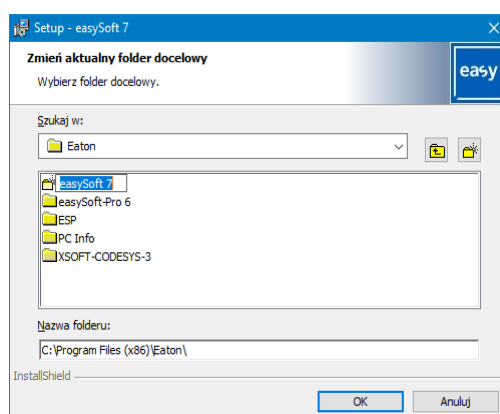 Setup - easySoft 7
Zmień aktualny folder docelowy
Wybierz folder docelowy.
easy
Szukaj w:
Eaton
easySoft 7
easySoft-Pro 6
ESP
PC Info
XSOFT-CODESYS-3
Nazwa folderu:
C:\Program Files (x86)\Eaton\
InstallShield
OK Anuluj